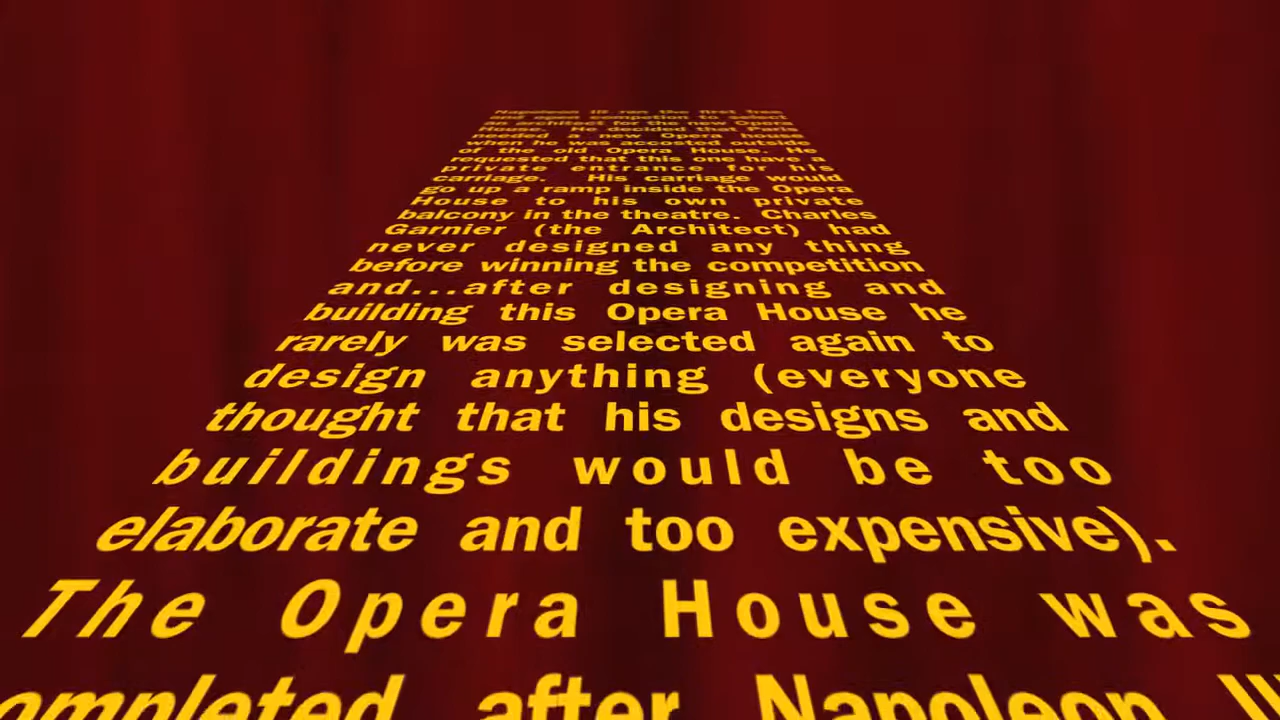 Napoleon III ran the first free
and open competion to select
an architect for the new Opera
House. He decided that Paris
needed a new Opera house
when he was accosted outside
of the old Opera House. He
requested that this one have a
private entrance for his
carriage. His carriage would
go up a ramp inside the Opera
House to his own private
balcony in the theatre. Charles
Garnier (the Architect) had
never designed any thing
before winning the competition
and...after designing and
building this Opera House he
rarely was selected again to
design anything (everyone
thought that his designs and
buildings would be too
elaborate and too expensive).
The Opera House was
ompleted after Napoleon II